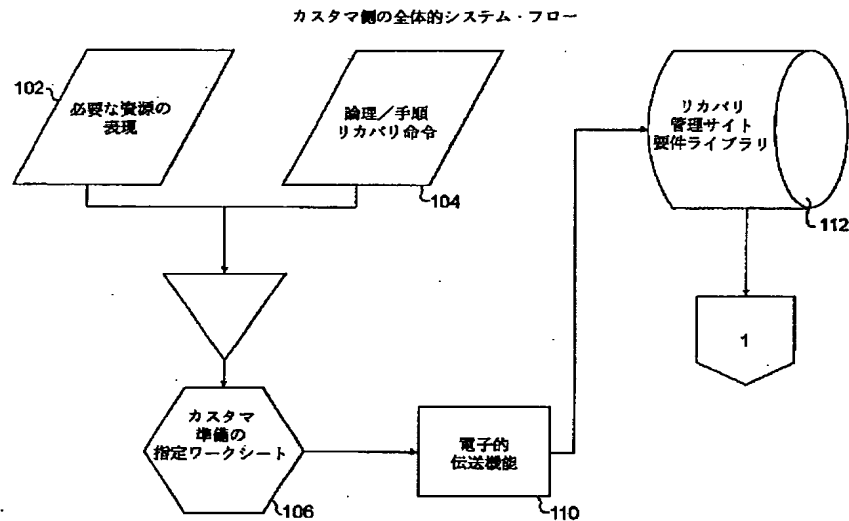 カスタマ側の全体的システム・フロー
102
必要な資源の
表現
論理／手順
リカバリ命令
104
リカバリ
管理サイト
要件ライブラリ
112
1
カスタマ
準備の
指定ワークシート
106
電子的
伝送機能
110